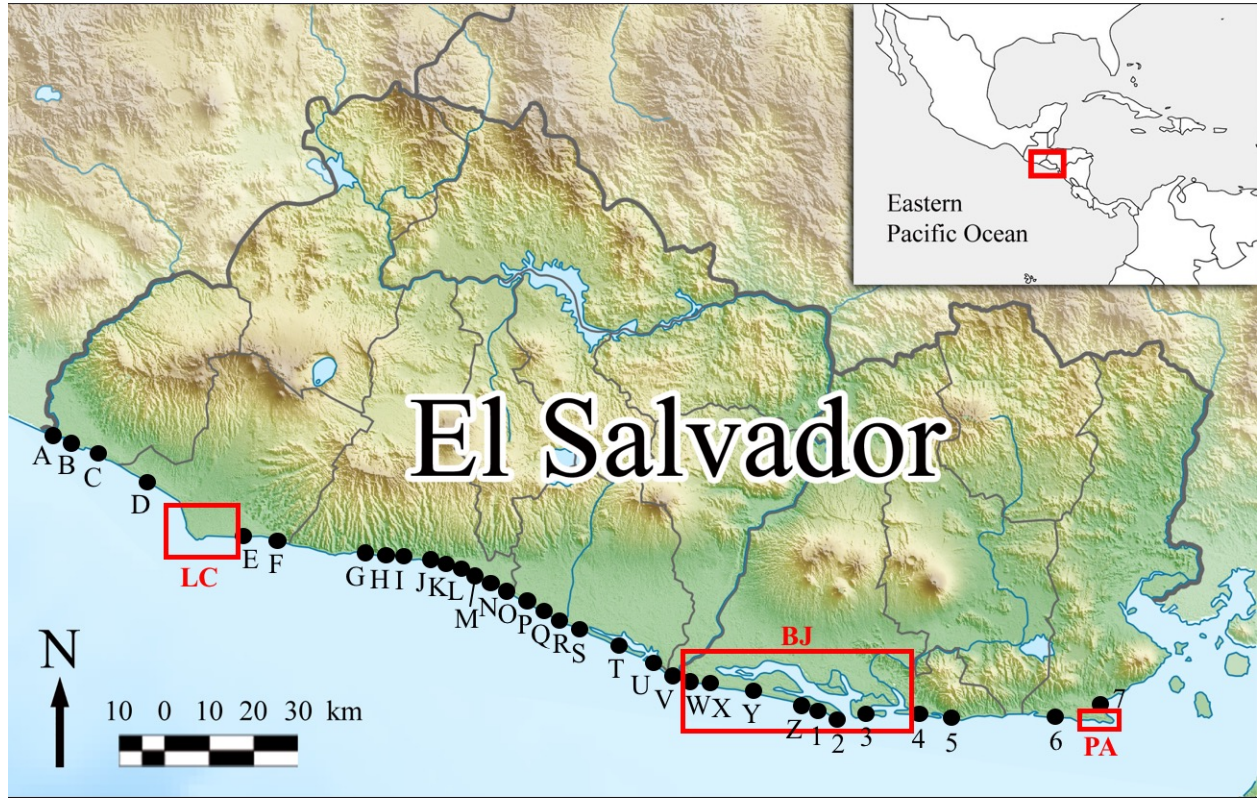 Eastern
Pacific Ocean
El Salvador
A
B
C
D
LC
E
F
G
H
I
J
K
L
M
N
O
P
Q
R
S
T
U
V
BJ
W
X
Y
Z
1
2
3
4
5
6
7
PA
N
10 0 10 20 30 km